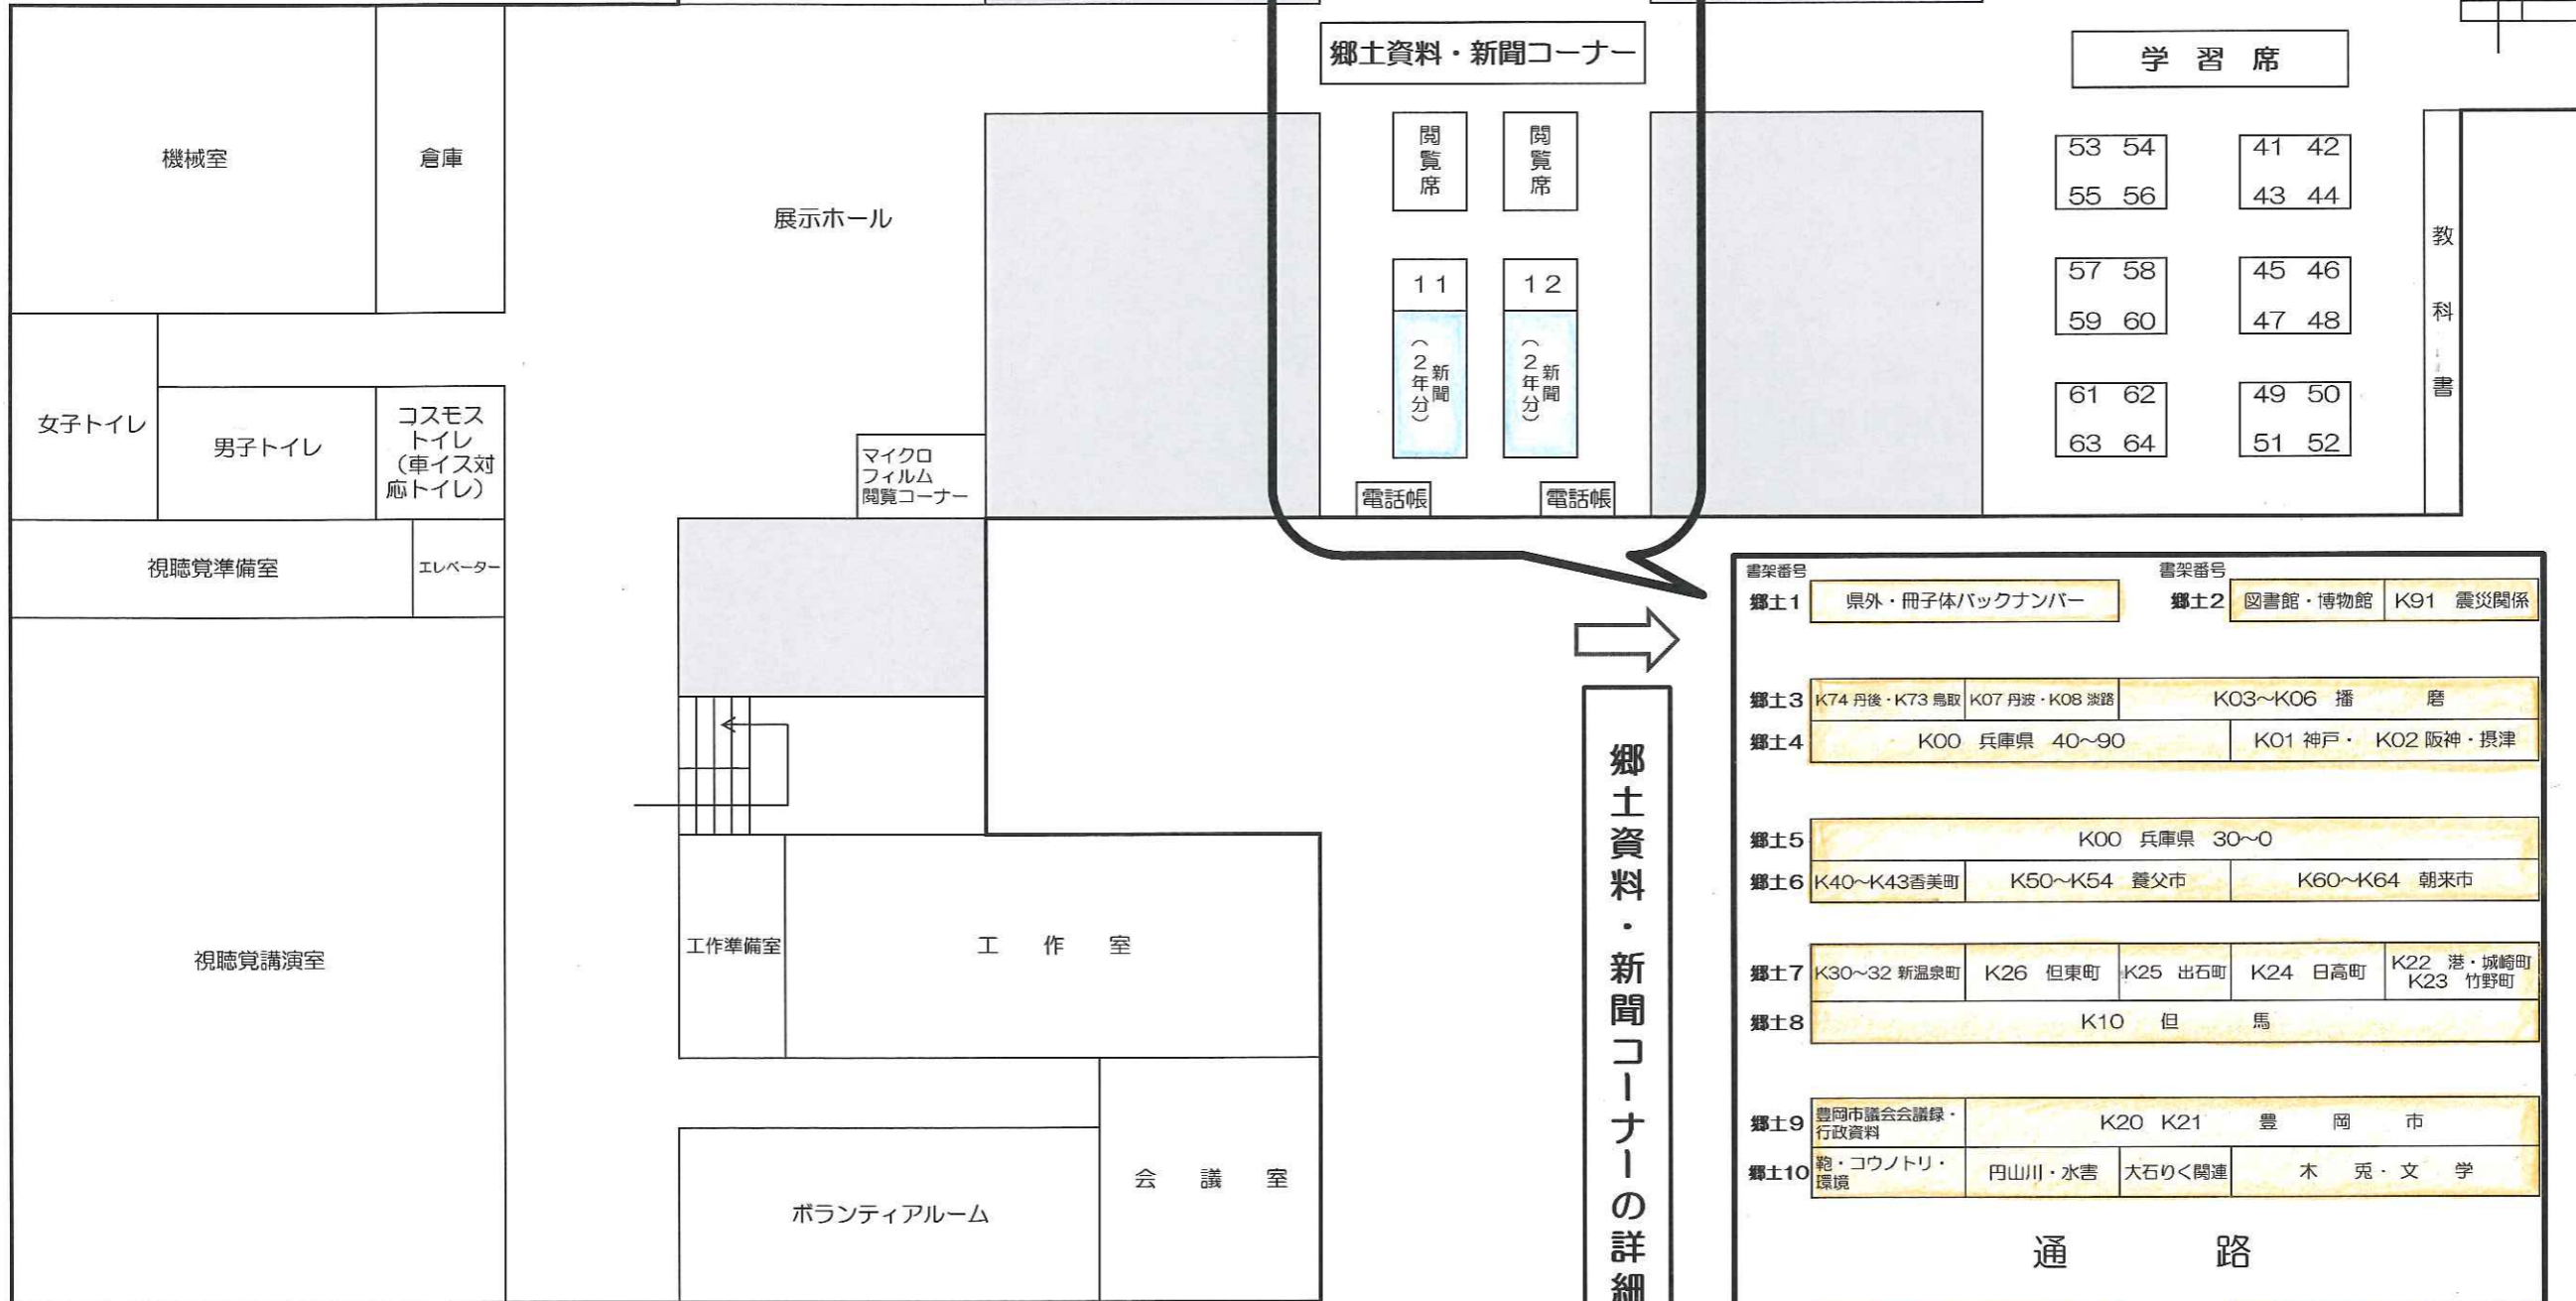 郷土資料・新聞コーナー
学 習 席
機械室
倉庫
展示ホール
閲覧席
閲覧席
11
12
新聞
（2年分）
新聞
（2年分）
電話帳
電話帳
53 54
55 56
41 42
43 44
57 58
59 60
45 46
47 48
61 62
63 64
49 50
51 52
教科書
女子トイレ
男子トイレ
コスモス
トイレ
（車イス対
応トイレ）
マイクロ
フィルム
閲覧コーナー
視聴覚準備室
エレベーター
視聴覚講演室
工作準備室
工 作 室
会 議 室
ボランティアルーム
郷土資料・新聞コーナーの詳細
書架番号
郷土1 県外・冊子体バックナンバー
書架番号
郷土2 図書館・博物館 K91 震災関係
郷土3 K74 丹後・K73 鳥取 K07 丹波・K08 淡路 K03～K06 播 磨
郷土4 K00 兵庫県 40～90 K01 神戸・ K02 阪神・摂津
郷土5 K00 兵庫県 30～0
郷土6 K40～K43香美町 K50～K54 養父市 K60～K64 朝来市
郷土7 K30～32 新温泉町 K26 但東町 K25 出石町 K24 日高町 K22 港・城崎町
K23 竹野町
郷土8 K10 但 馬
郷土9 豊岡市議会会議録・
行政資料
K20 K21 豊 岡 市
郷土10 鞄・コウノトリ・
環境
円山川・水害 大石りく関連 木 兎・文 学
通 路